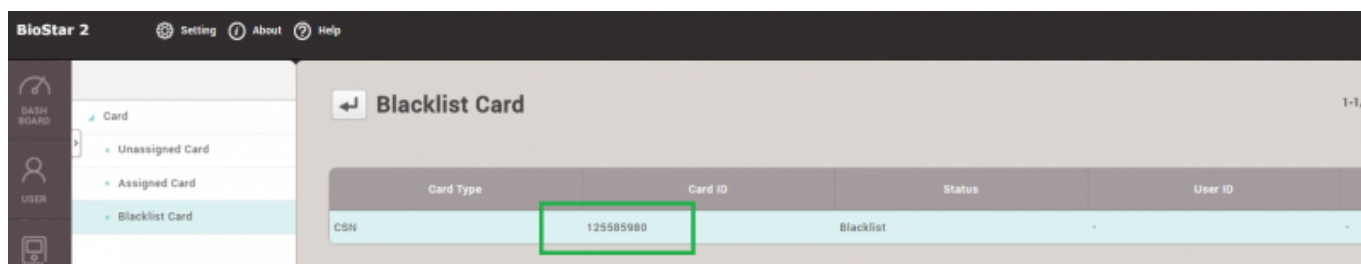 BioStar 2 Setting About Help
DASH
BOARD
USER
Card
Unassigned Card
Assigned Card
Blacklist Card
Blacklist Card
1-1,
Card Type Card ID Status User ID
CSN 125585980 Blacklist - -